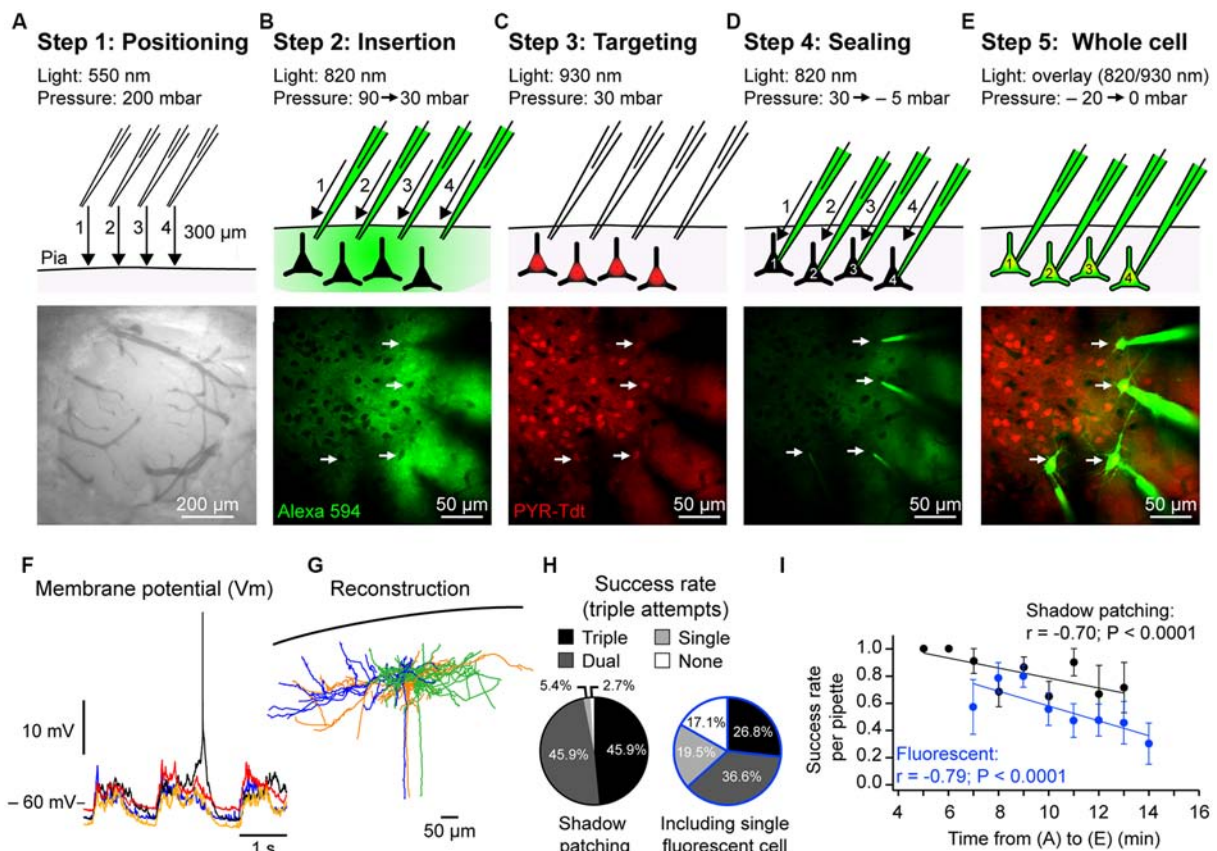 A
Step 1: Positioning
Light: 550 nm
Pressure: 200 mbar
1
2
3
4
300 µm
Pia
200 µm
B
Step 2: Insertion
Light: 820 nm
Pressure: 90 → 30 mbar
1
2
3
4
Alexa 594
50 µm
C
Step 3: Targeting
Light: 930 nm
Pressure: 30 mbar
PYR-Tdt
50 µm
D
Step 4: Sealing
Light: 820 nm
Pressure: 30 → – 5 mbar
1
2
3
4
1
2
3
4
50 µm
E
Step 5: Whole cell
Light: overlay (820/930 nm)
Pressure: – 20 → 0 mbar
1
2
3
4
50 µm
F
Membrane potential (Vm)
10 mV
– 60 mV
1 s
G
Reconstruction
50 µm
H
Success rate
(triple attempts)
Triple
Single
Dual
None
5.4%
2.7%
45.9%
45.9%
Shadow
patching
17.1%
26.8%
19.5%
36.6%
Including single
fluorescent cell
I
Shadow patching:
r = -0.70; P < 0.0001
Success rate
per pipette
1.0
0.8
0.6
0.4
0.2
0.0
Fluorescent:
r = -0.79; P < 0.0001
4
6
8
10
12
14
16
Time from (A) to (E) (min)